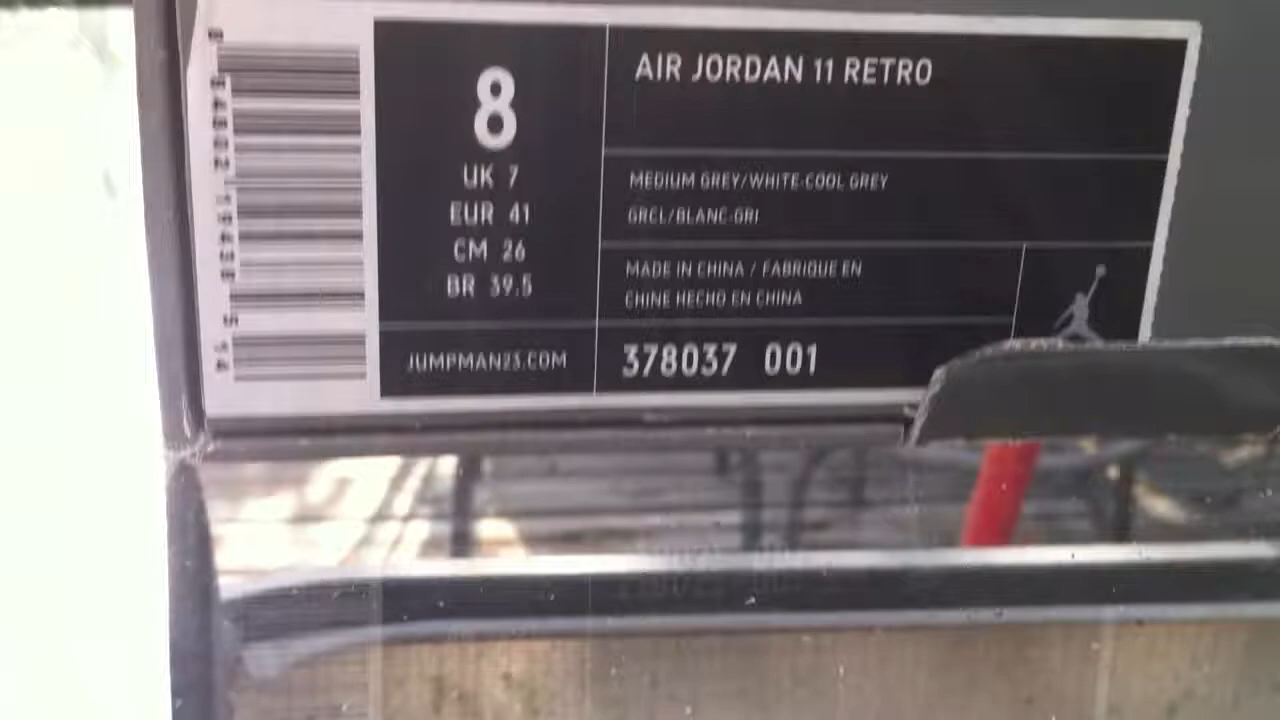 8
UK 7
EUR 41
CM 26
BR 39.5
JUMPMAN23.COM
AIR JORDAN 11 RETRO
MEDIUM GREY/WHITE-COOL GREY
GRCL/BLANC-GRI
MADE IN CHINA / FABRIQUE EN
CHINE HECHO EN CHINA
378037 001